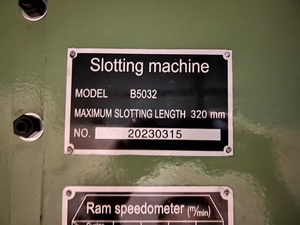 Slotting machine
MODEL B5032
MAXIMUM SLOTTING LENGTH 320 mm
NO. 20230315
Ram speedometer (m/min)